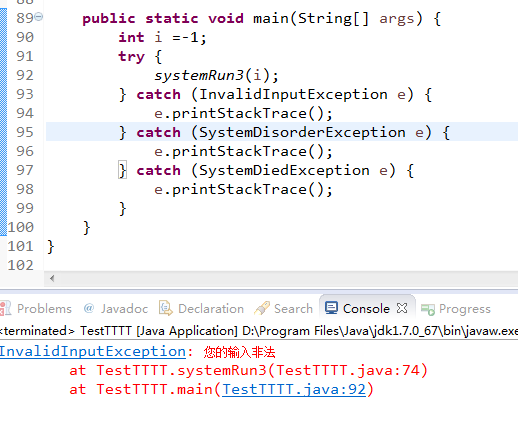 89 public static void main(String[] args) {
90 int i =-1;
91 try {
92 systemRun3(i);
93 } catch (InvalidInputException e) {
94 e.printStackTrace();
95 } catch (SystemDisorderException e) {
96 e.printStackTrace();
97 } catch (SystemDiedException e) {
98 e.printStackTrace();
99 }
100 }
101 }
102
Problems @ Javadoc Declaration Search Console Progress
<terminated> TestTTTT [Java Application] D:\Program Files\Java\jdk1.7.0_67\bin\javaw.exe
InvalidInputException: 您的输入非法
at TestTTTT.systemRun3(TestTTTT.java:74)
at TestTTTT.main(TestTTTT.java:92)